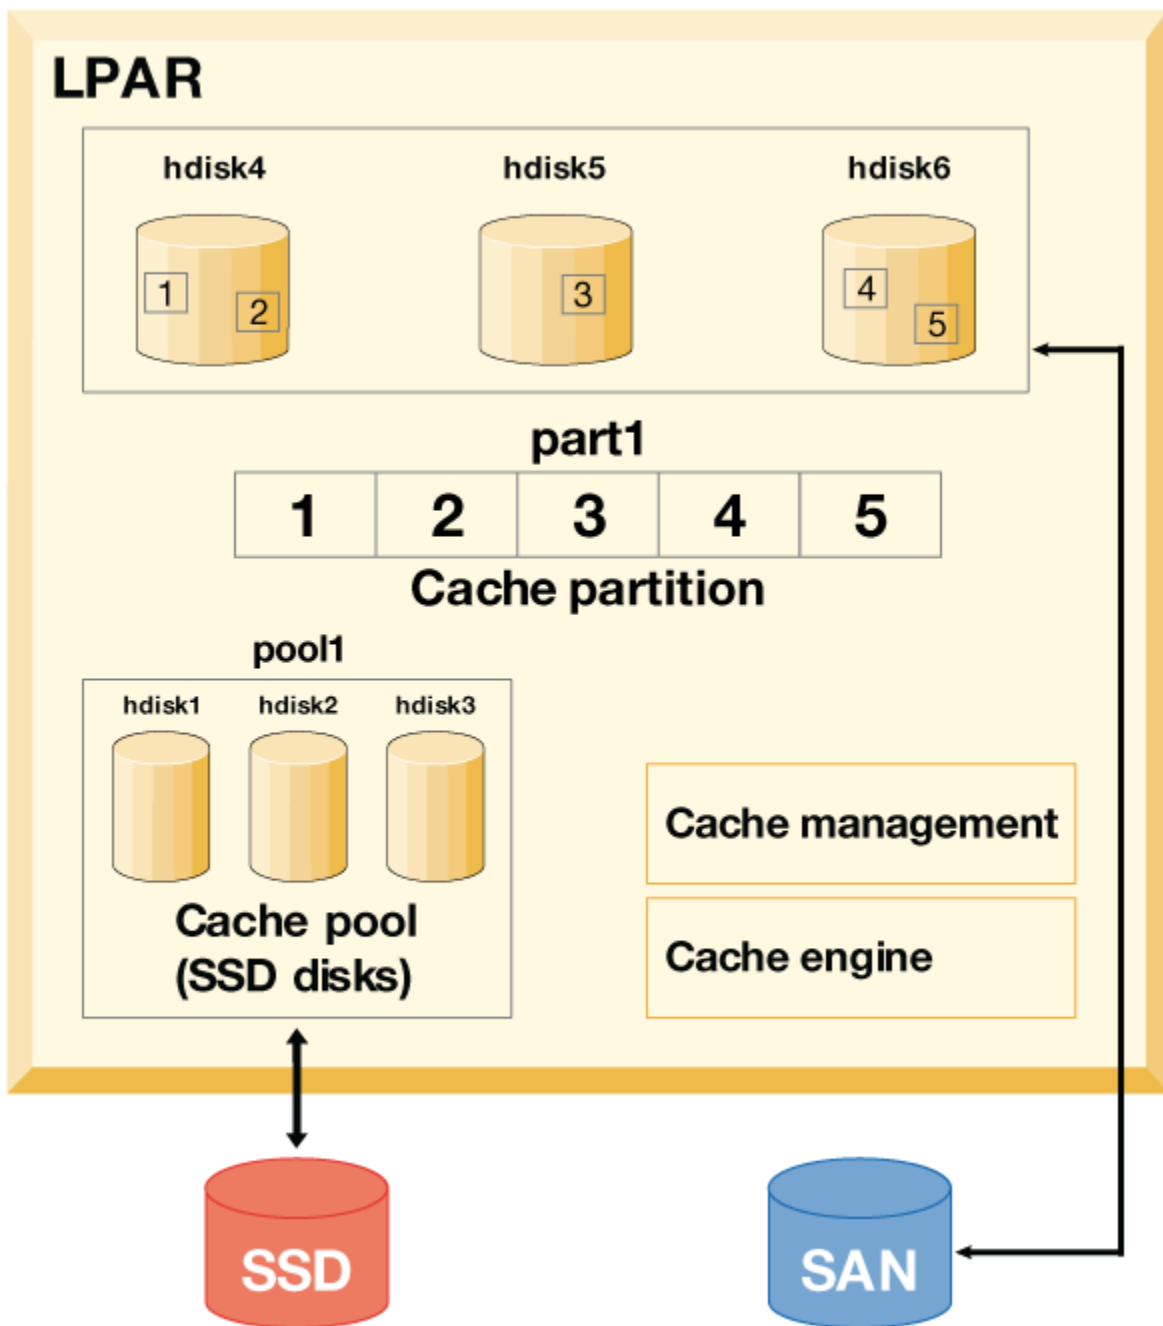 LPAR
hdisk4 hdisk5 hdisk6
1 2 3 4 5
part1
1 2 3 4 5
Cache partition
pool1
hdisk1 hdisk2 hdisk3
Cache pool
(SSD disks)
Cache management
Cache engine
SSD SAN